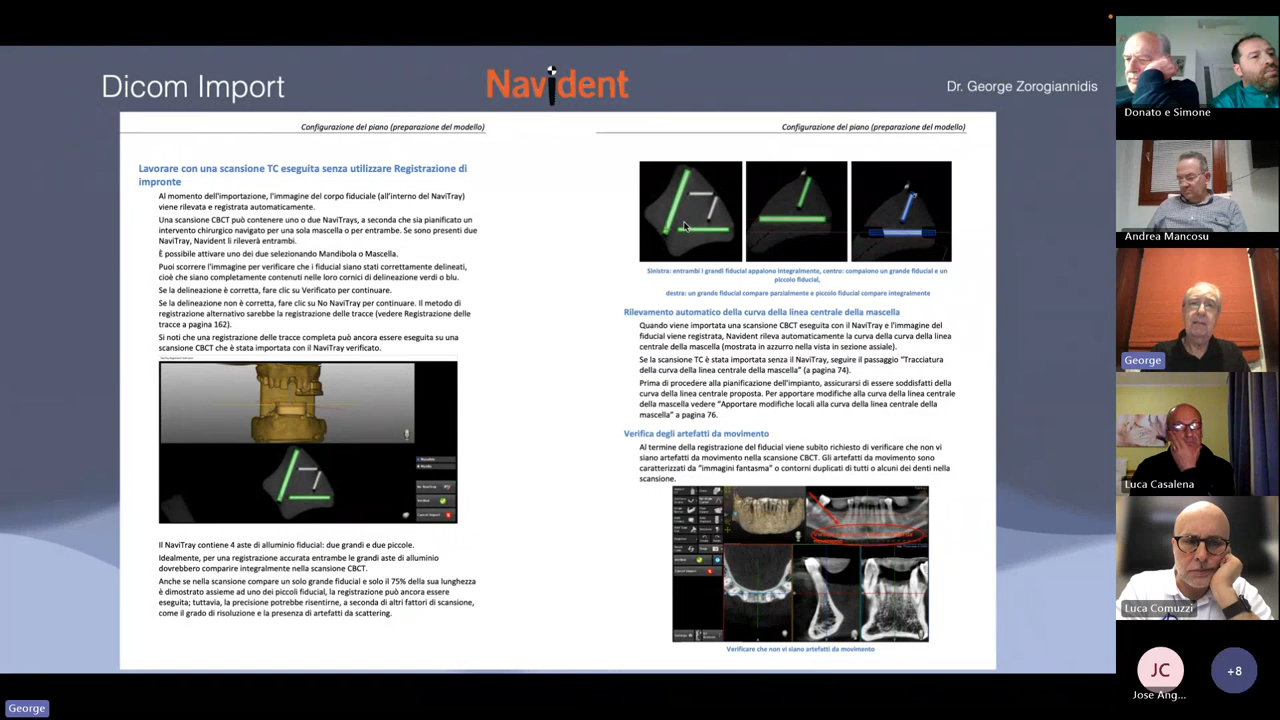 Dicom Import
Navident
Dr. George Zorogiannidis
Configurazione del piano (preparazione del modello)
Lavorare con una scansione TC eseguita senza utilizzare Registrazione di
impronte
Al momento dell'importazione, l'immagine del corpo fiduciale (all'interno del NaviTray)
viene rilevata e registrata automaticamente.
Una scansione CBCT può contenere uno o due NaviTrays, a seconda che sia pianificato un
intervento chirurgico navigato per una sola mascella o per entrambe. Se sono presenti due
NaviTray, Navident li rileverà entrambi.
È possibile attivare uno dei due selezionando Mandibola o Mascella.
Puoi scorrere l'immagine per verificare che i fiducial siano stati correttamente delineati,
cioè che siano completamente contenuti nelle loro cornici di delineazione verdi o blu.
Se la delineazione è corretta, fare clic su Verificato per continuare.
Se la delineazione non è corretta, fare clic su No NaviTray per continuare. Il metodo di
registrazione alternativo sarebbe la registrazione delle tracce (vedere Registrazione delle
tracce a pagina 162).
Si noti che una registrazione delle tracce completa può ancora essere eseguita su una
scansione CBCT che è stata importata con il NaviTray verificato.
Il NaviTray contiene 4 aste di alluminio fiducial: due grandi e due piccole.
Idealmente, per una registrazione accurata entrambe le grandi aste di alluminio
dovrebbero comparire integralmente nella scansione CBCT.
Anche se nella scansione compare un solo grande fiducial e solo il 75% della sua lunghezza
è dimostrato assieme ad uno dei piccoli fiducial, la registrazione può ancora essere
eseguita; tuttavia, la precisione potrebbe risentirne, a seconda di altri fattori di scansione,
come il grado di risoluzione e la presenza di artefatti da scattering.
Configurazione del piano (preparazione del modello)
Sinistra: entrambi i grandi fiducial appaiono integralmente, centro: compaiono un grande fiducial e un
piccolo fiducial,
destra: un grande fiducial compare parzialmente e piccolo fiducial compare integralmente
Rilevamento automatico della curva della linea centrale della mascella
Quando viene importata una scansione CBCT eseguita con il NaviTray e l'immagine del
fiducial viene registrata, Navident rileva automaticamente la curva della curva della linea
centrale della mascella (mostrata in azzurro nella vista in sezione assiale).
Se la scansione TC è stata importata senza il NaviTray, seguire il passaggio "Tracciatura
della curva della linea centrale della mascella" (a pagina 74).
Prima di procedere alla pianificazione dell'impianto, assicurarsi di essere soddisfatti della
curva della linea centrale proposta. Per apportare modifiche alla curva della linea centrale
della mascella vedere "Apportare modifiche locali alla curva della linea centrale della
mascella" a pagina 76.
Verifica degli artefatti da movimento
Al termine della registrazione del fiducial viene subito richiesto di verificare che non vi
siano artefatti da movimento nella scansione CBCT. Gli artefatti da movimento sono
caratterizzati da "immagini fantasma" o contorni duplicati di tutti o alcuni dei denti nella
scansione.
Verificare che non vi siano artefatti da movimento
Donato e Simone
Andrea Mancosu
George
Luca Casalena
Luca Comuzzi
JC
Jose Ang...
+8
George